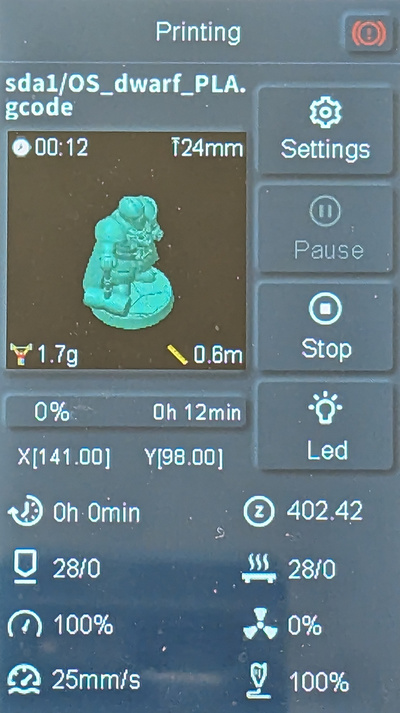 Printing
sda1/OS_dwarf_PLA.
gcode
00:12
24mm
1.7g
0.6m
Settings
Pause
Stop
Led
0%
0h 12min
X[141.00] Y[98.00]
0h 0min
Z 402.42
28/0
28/0
100%
0%
25mm/s
100%